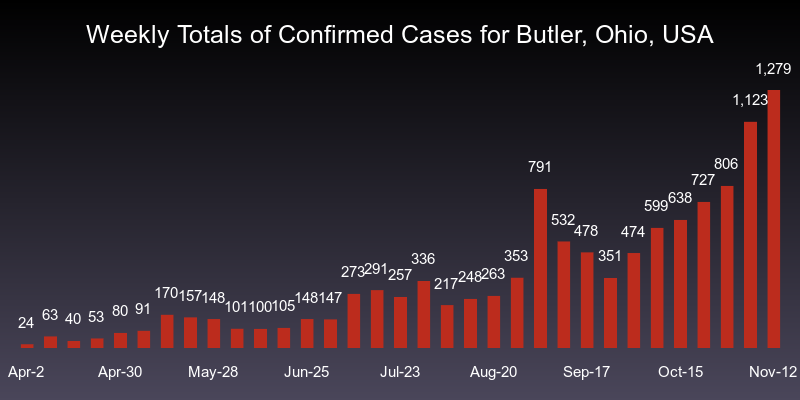 Weekly Totals of Confirmed Cases for Butler, Ohio, USA
24 63 40 53 80 91 170 157 148 101 100 105 148 147 273 291 257 336 217 248 263 353 791 532 478 351 474 599 638 727 806 1,123 1,279
Apr-2 Apr-30 May-28 Jun-25 Jul-23 Aug-20 Sep-17 Oct-15 Nov-12